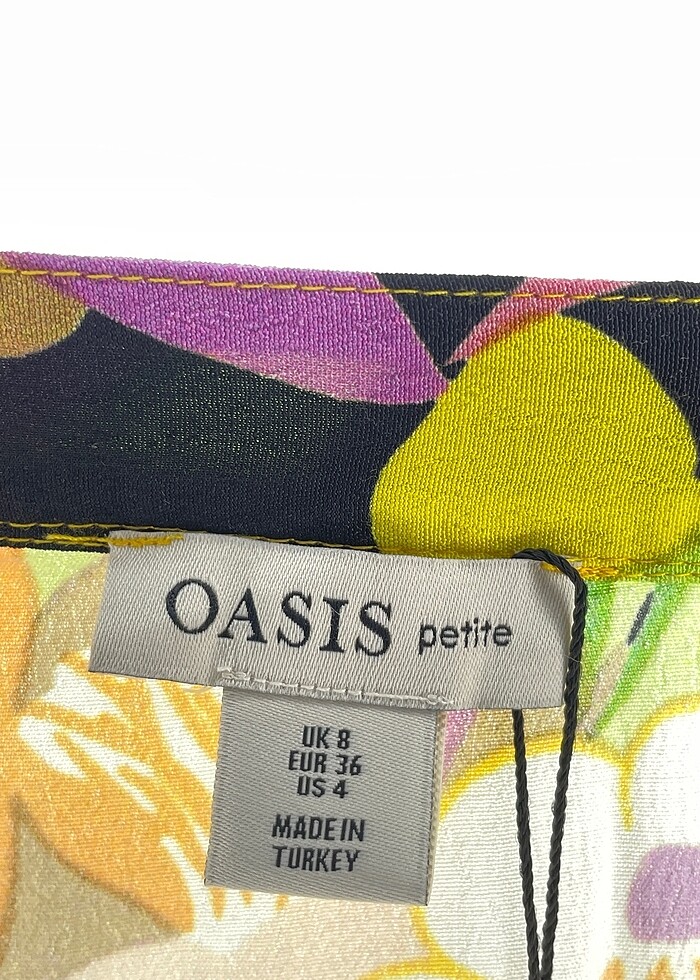 OASIS petite
UK 8
EUR 36
US 4
MADE IN
TURKEY